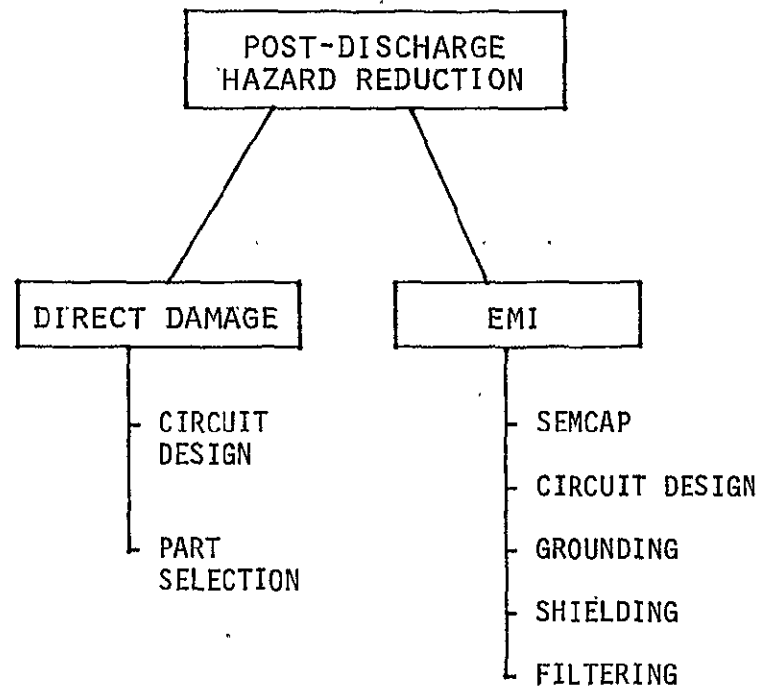 POST-DISCHARGE
HAZARD REDUCTION
DIRECT DAMAGE
CIRCUIT
DESIGN
PART
SELECTION
EMI
SEMCAP
CIRCUIT DESIGN
GROUNDING
SHIELDING
FILTERING